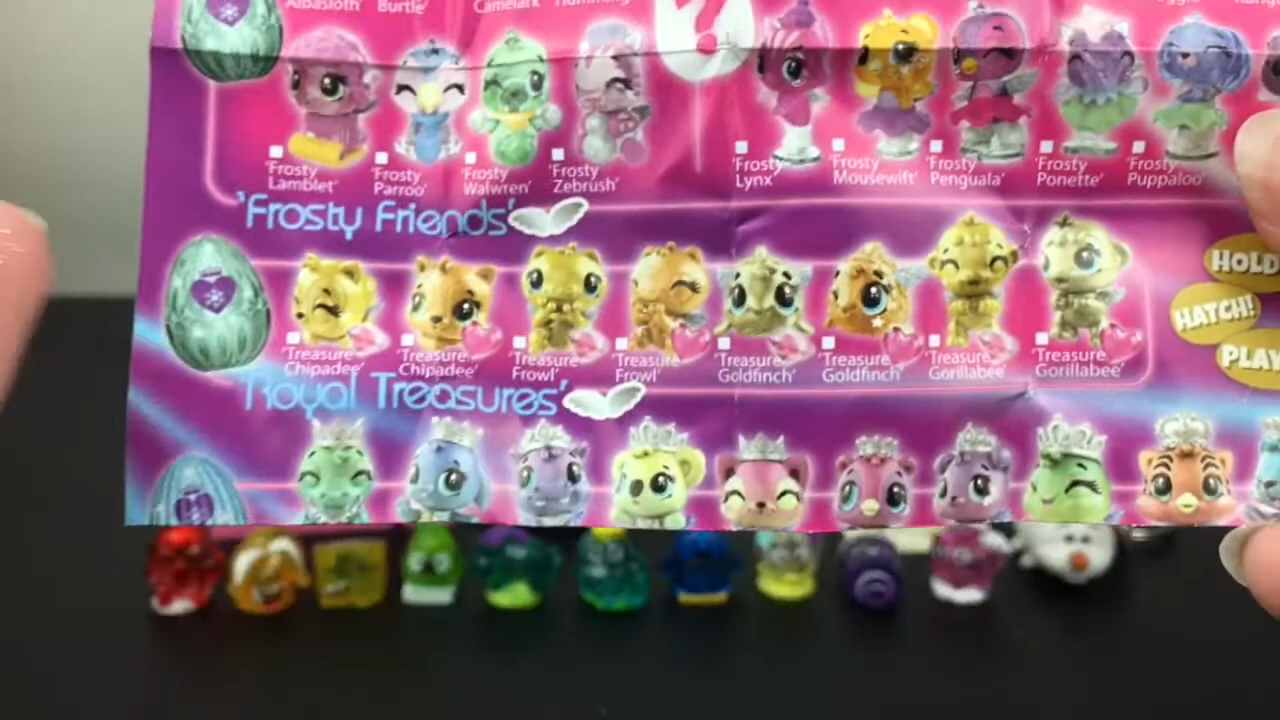 Burtle'
?
'Frosty Lamblet'
'Frosty Parroo'
'Frosty Walwren'
'Frosty Zebrush'
'Frosty Lynx'
'Frosty Mousewift'
'Frosty Penguala'
'Frosty Ponette'
'Frosty Puppaloo'
'Frosty Friends'
'Treasure Chipadee'
'Treasure Chipadee'
'Treasure Frowl'
'Treasure Frowl'
'Treasure Goldfinch'
'Treasure Goldfinch'
'Treasure Gorillabee'
'Treasure Gorillabee'
HOLD
HATCH!
PLAY
'Royal Treasures'